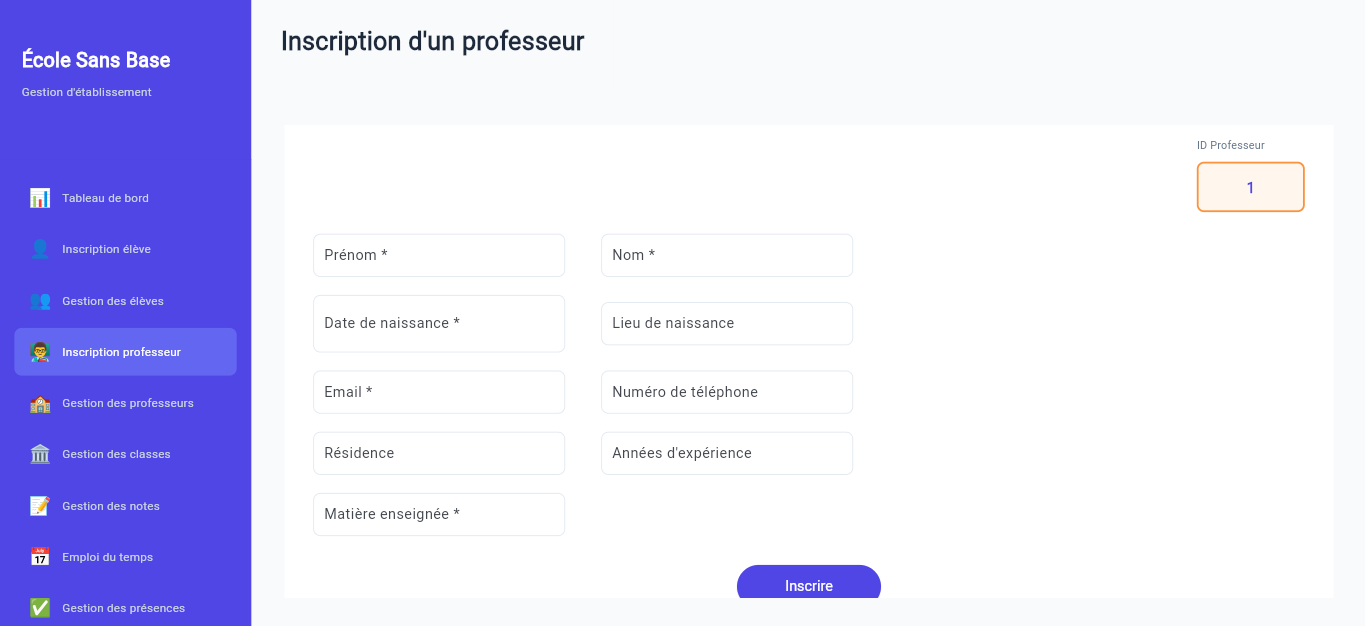 École Sans Base
Gestion d'établissement
Tableau de bord
Inscription élève
Gestion des élèves
Inscription professeur
Gestion des professeurs
Gestion des classes
Gestion des notes
Emploi du temps
Gestion des présences
Inscription d'un professeur
ID Professeur
1
Prénom * Nom *
Date de naissance * Lieu de naissance
Email * Numéro de téléphone
Résidence Années d'expérience
Matière enseignée *
Inscrire